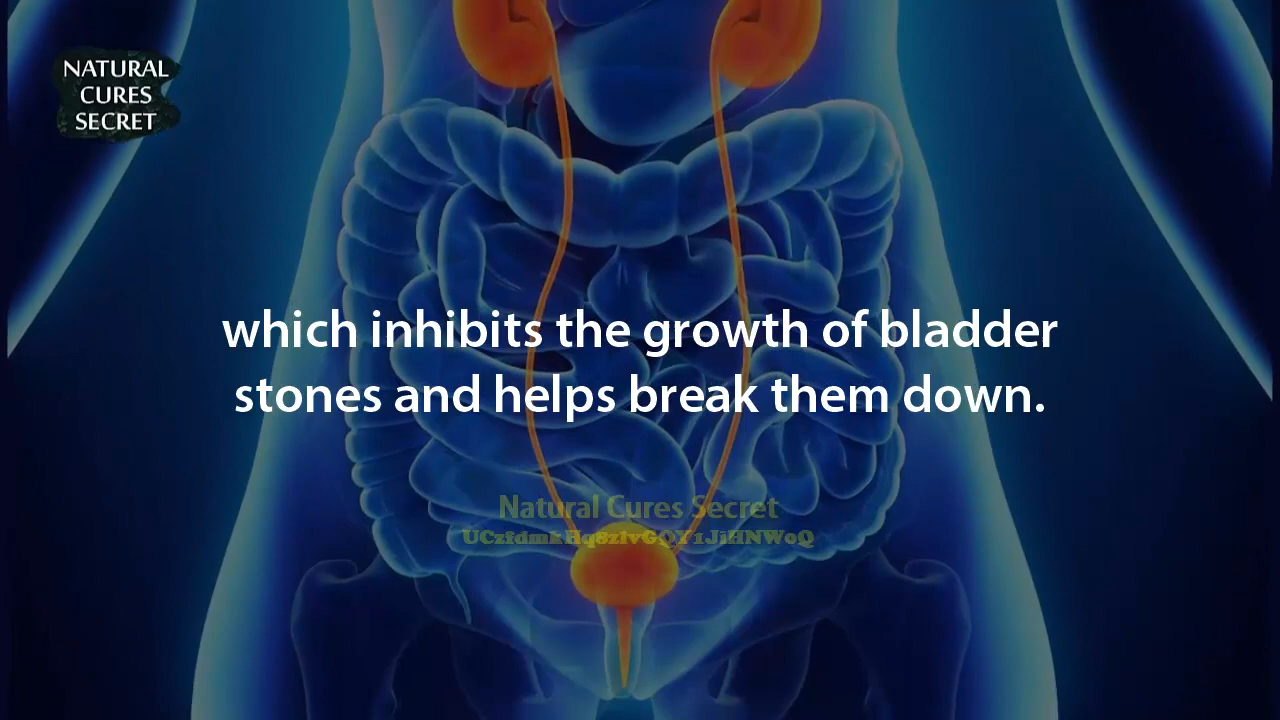 NATURAL
CURES
SECRET
which inhibits the growth of bladder
stones and helps break them down.
Natural Cures Secret